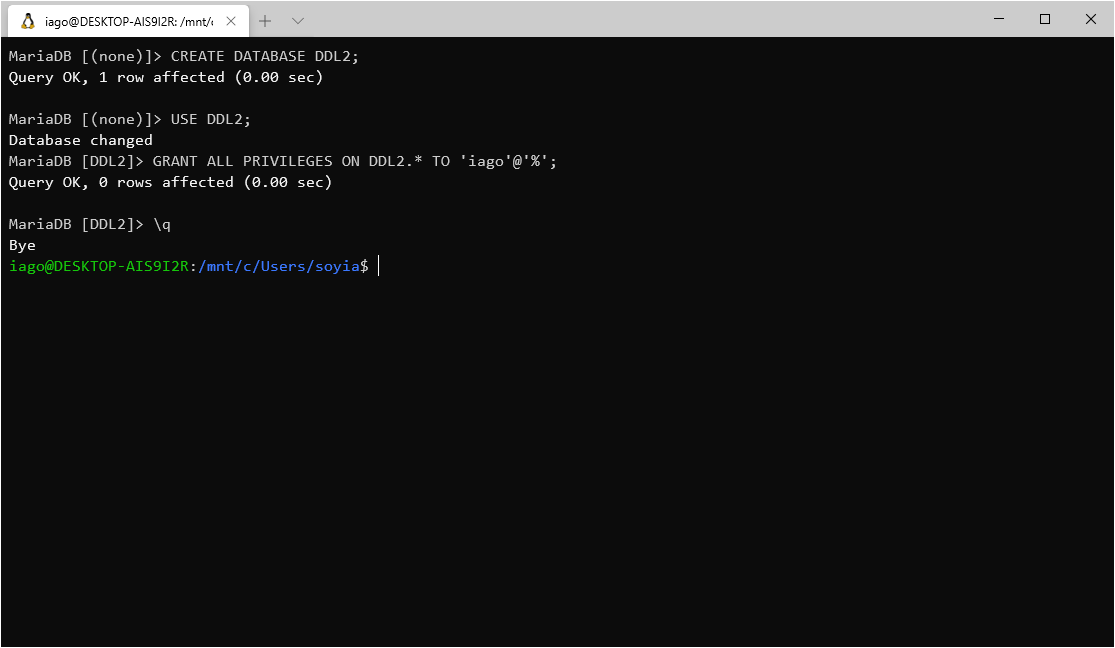 iago@DESKTOP-AIS9I2R: /mnt/c
MariaDB [(none)]> CREATE DATABASE DDL2;
Query OK, 1 row affected (0.00 sec)
MariaDB [(none)]> USE DDL2;
Database changed
MariaDB [DDL2]> GRANT ALL PRIVILEGES ON DDL2.* TO 'iago'@'%';
Query OK, 0 rows affected (0.00 sec)
MariaDB [DDL2]> \q
Bye
iago@DESKTOP-AIS9I2R:/mnt/c/Users/soyia$